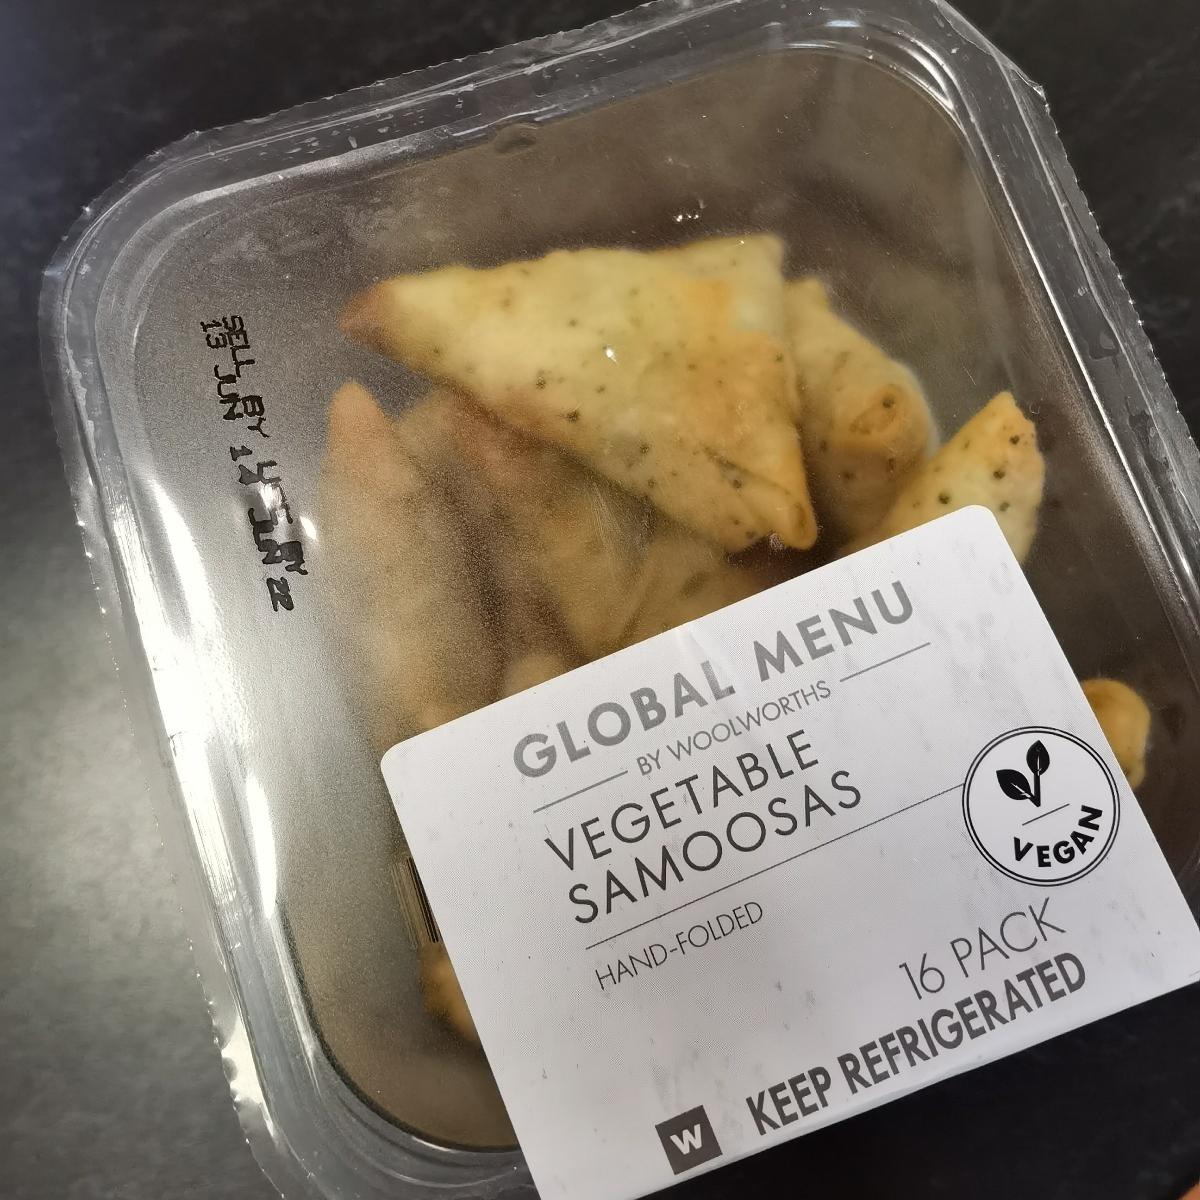 SELL BY
13 JUN
GLOBAL MENU
BY WOOLWORTHS
VEGETABLE
SAMOOSAS
HAND-FOLDED
VEGAN
16 PACK
KEEP REFRIGERATED
W